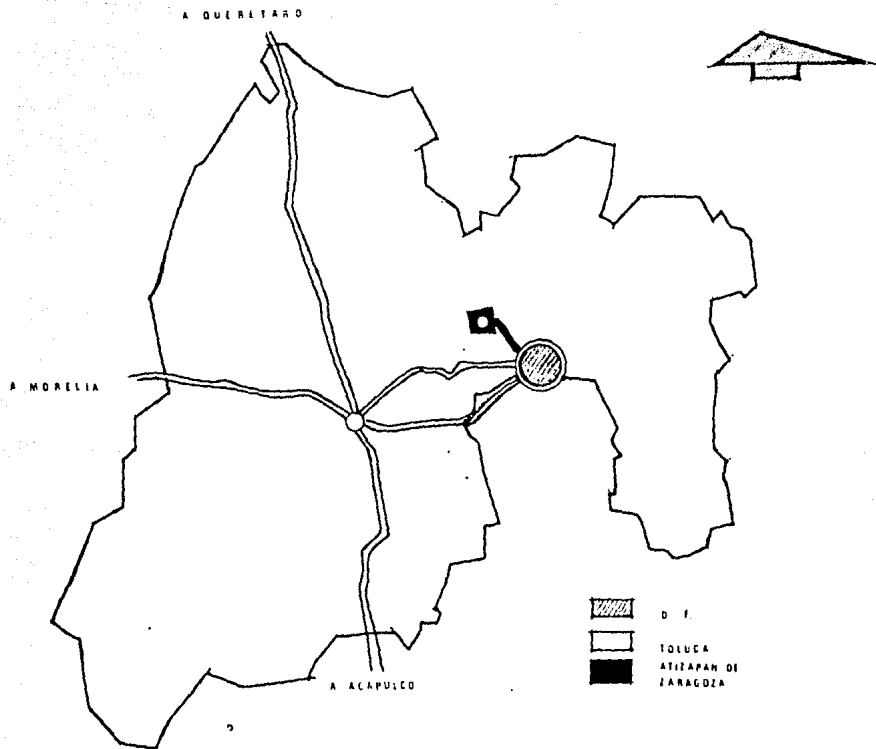 A QUERETARO
A MORELIA
D F.
TOLUCA
ATIZAPAN DE
ZARAGOZA
A ACAPULCO